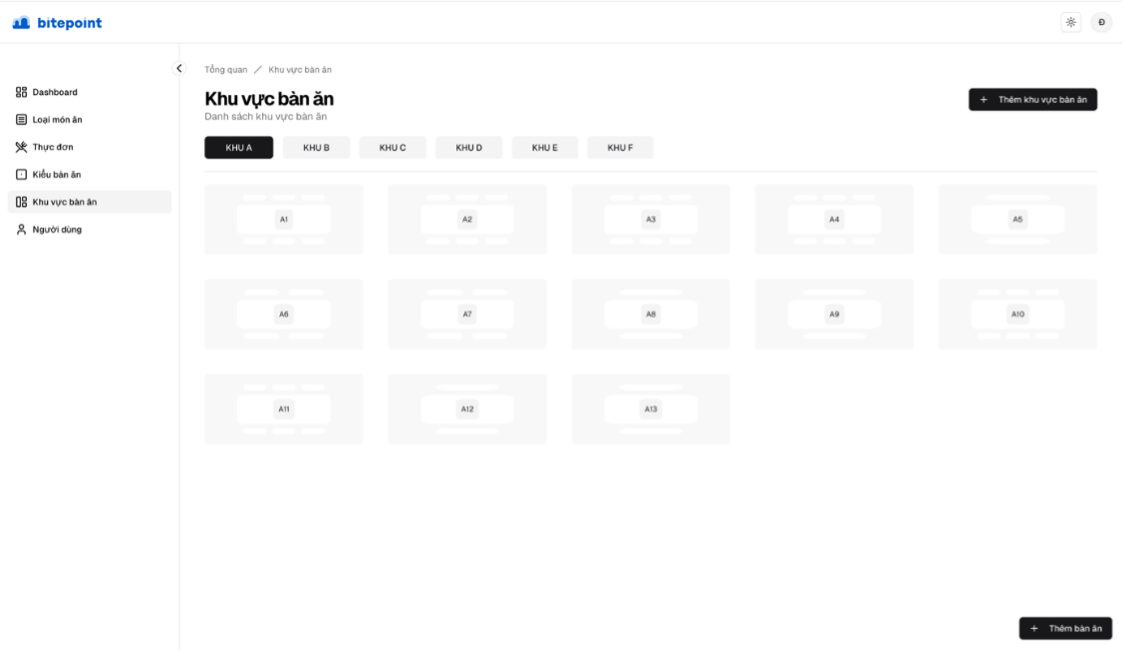 bitepoint
Đ
Dashboard
Loại món ăn
Thực đơn
Kiểu bàn ăn
Khu vực bàn ăn
Người dùng
Tổng quan / Khu vực bàn ăn
Khu vực bàn ăn
Danh sách khu vực bàn ăn
+ Thêm khu vực bàn ăn
KHU A KHU B KHU C KHU D KHU E KHU F
A1 A2 A3 A4 A5
A6 A7 A8 A9 A10
A11 A12 A13
+ Thêm bàn ăn